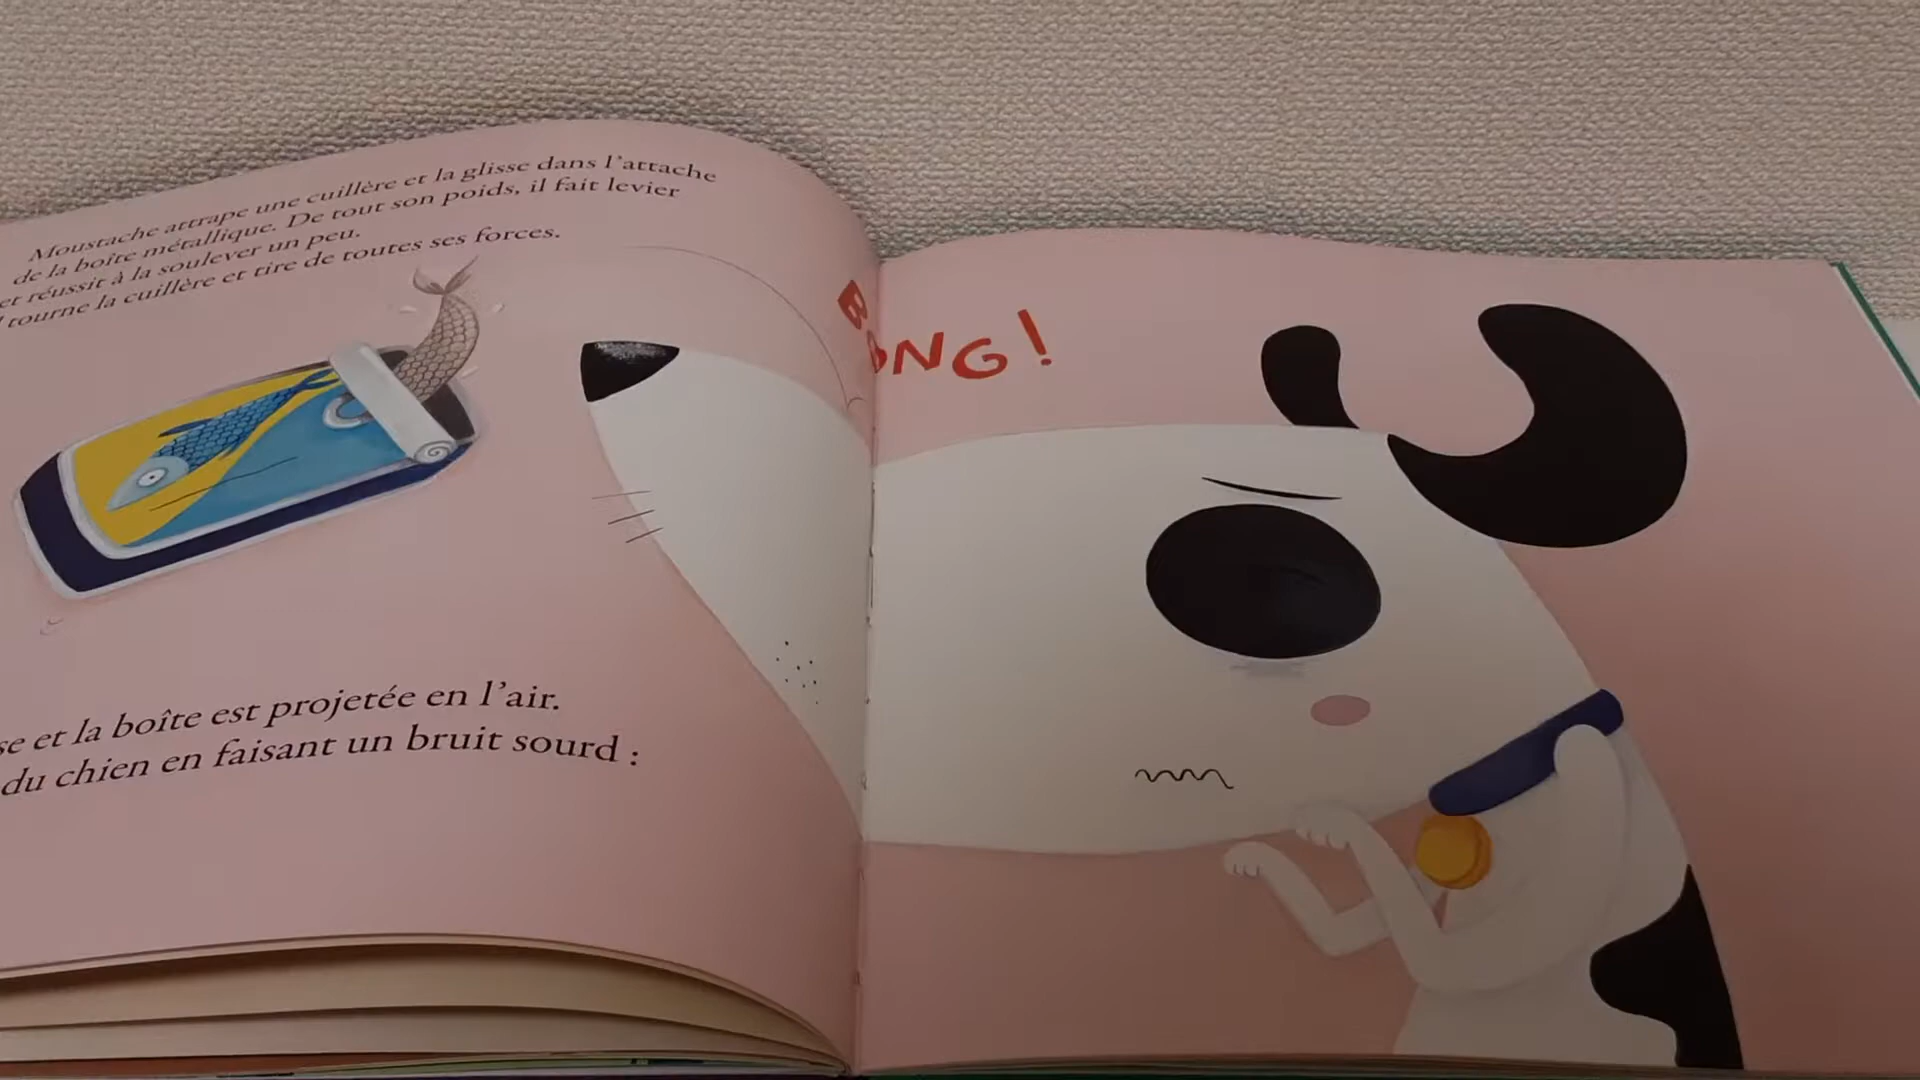 Moustache attrape une cuillère et la glisse dans l'attache
de la boîte métallique. De tout son poids, il fait levier
et réussit à la soulever un peu.
tourne la cuillère et tire de toutes ses forces.
BONG !
et la boîte est projetée en l'air.
du chien en faisant un bruit sourd :